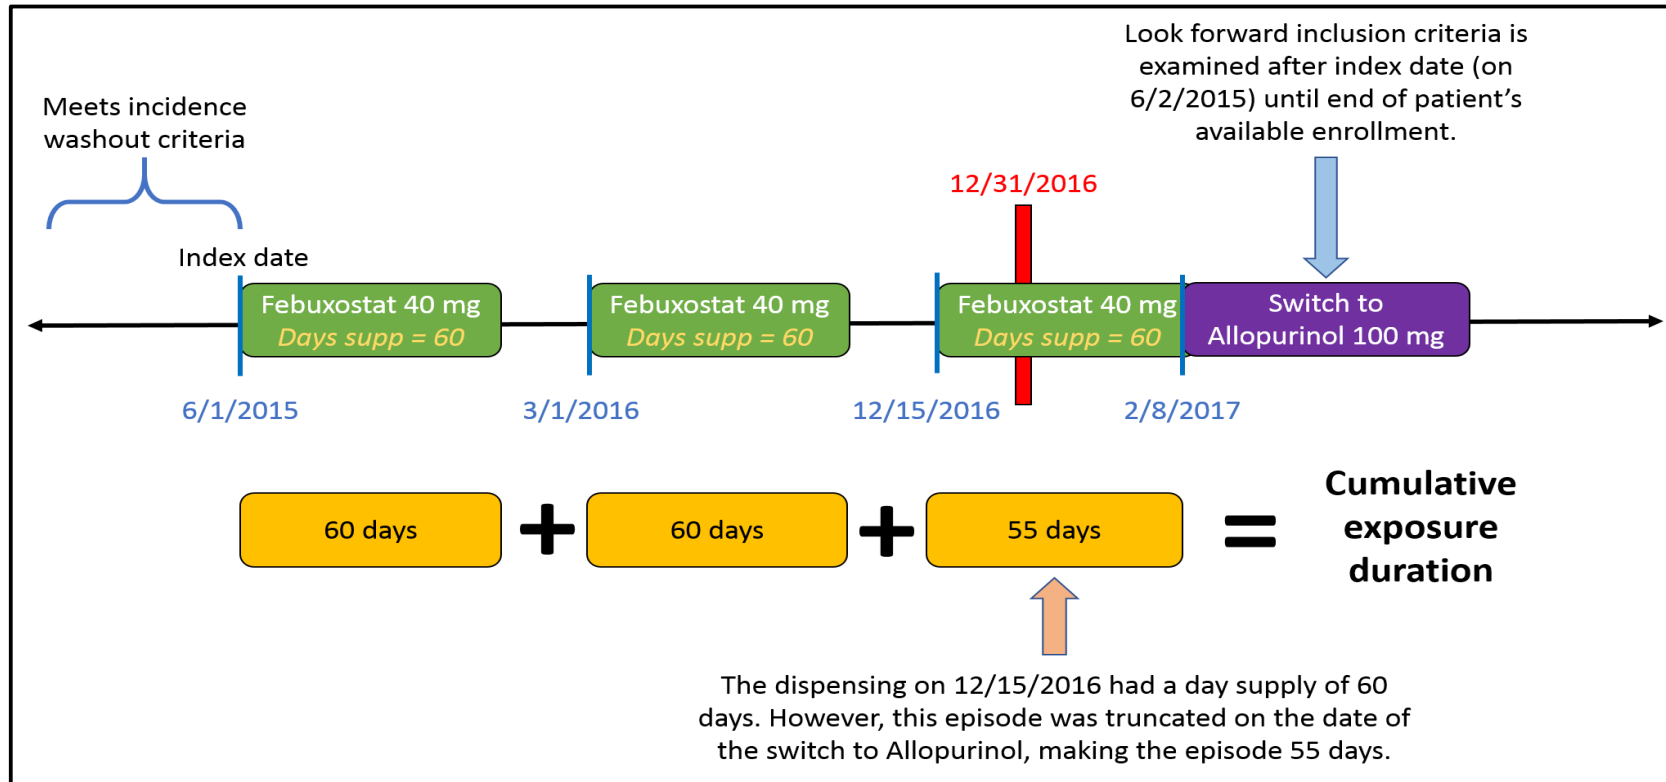 Look forward inclusion criteria is
examined after index date (on
6/2/2015) until end of patient's
available enrollment.
Meets incidence
washout criteria
12/31/2016
Index date
Febuxostat 40 mg
Days supp = 60
Febuxostat 40 mg
Days supp = 60
Febuxostat 40 mg
Days supp = 60
Switch to
Allopurinol 100 mg
6/1/2015
3/1/2016
12/15/2016
2/8/2017
60 days
+
60 days
+
55 days
=
Cumulative
exposure
duration
The dispensing on 12/15/2016 had a day supply of 60
days. However, this episode was truncated on the date of
the switch to Allopurinol, making the episode 55 days.